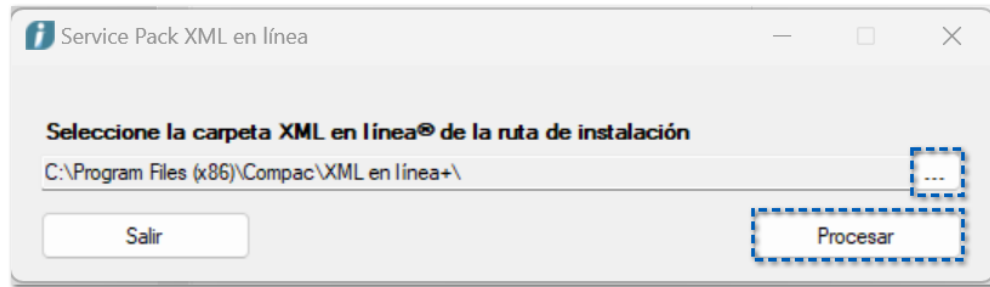 Service Pack XML en línea
Seleccione la carpeta XML en línea® de la ruta de instalación
C:\Program Files (x86)\Compac\XML en línea+\
...
Salir
Procesar